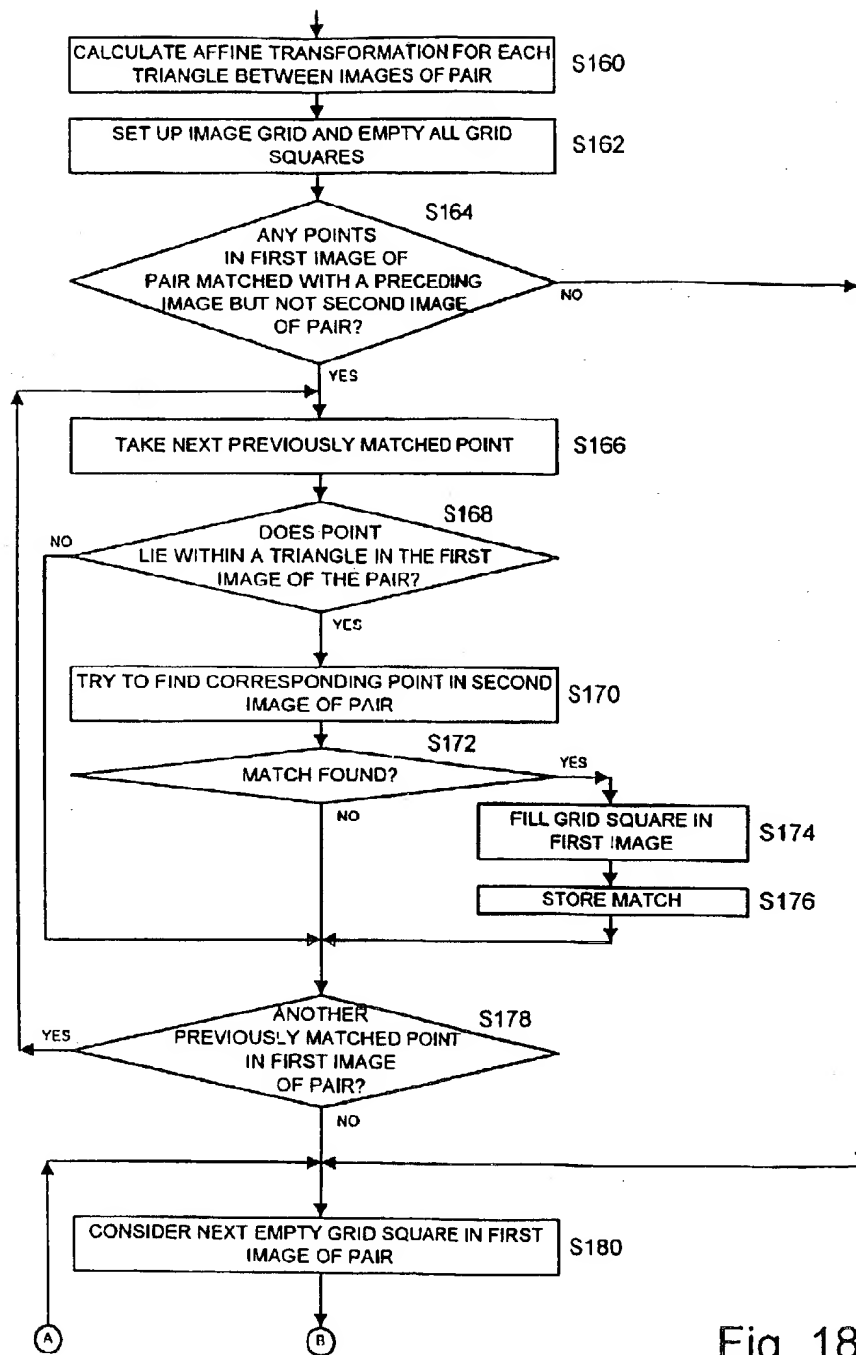 CALCULATE AFFINE TRANSFORMATION FOR EACH
TRIANGLE BETWEEN IMAGES OF PAIR
S160
SET UP IMAGE GRID AND EMPTY ALL GRID
SQUARES
S162
S164
ANY POINTS
IN FIRST IMAGE OF
PAIR MATCHED WITH A PRECEDING
IMAGE BUT NOT SECOND IMAGE
OF PAIR?
NO
YES
TAKE NEXT PREVIOUSLY MATCHED POINT
S166
S168
NO
DOES POINT
LIE WITHIN A TRIANGLE IN THE FIRST
IMAGE OF THE PAIR?
YES
TRY TO FIND CORRESPONDING POINT IN SECOND
IMAGE OF PAIR
S170
S172
MATCH FOUND?
YES
NO
FILL GRID SQUARE IN
FIRST IMAGE
S174
STORE MATCH
S176
S178
YES
ANOTHER
PREVIOUSLY MATCHED POINT
IN FIRST IMAGE
OF PAIR?
NO
CONSIDER NEXT EMPTY GRID SQUARE IN FIRST
IMAGE OF PAIR
S180
A
B
Fig. 18